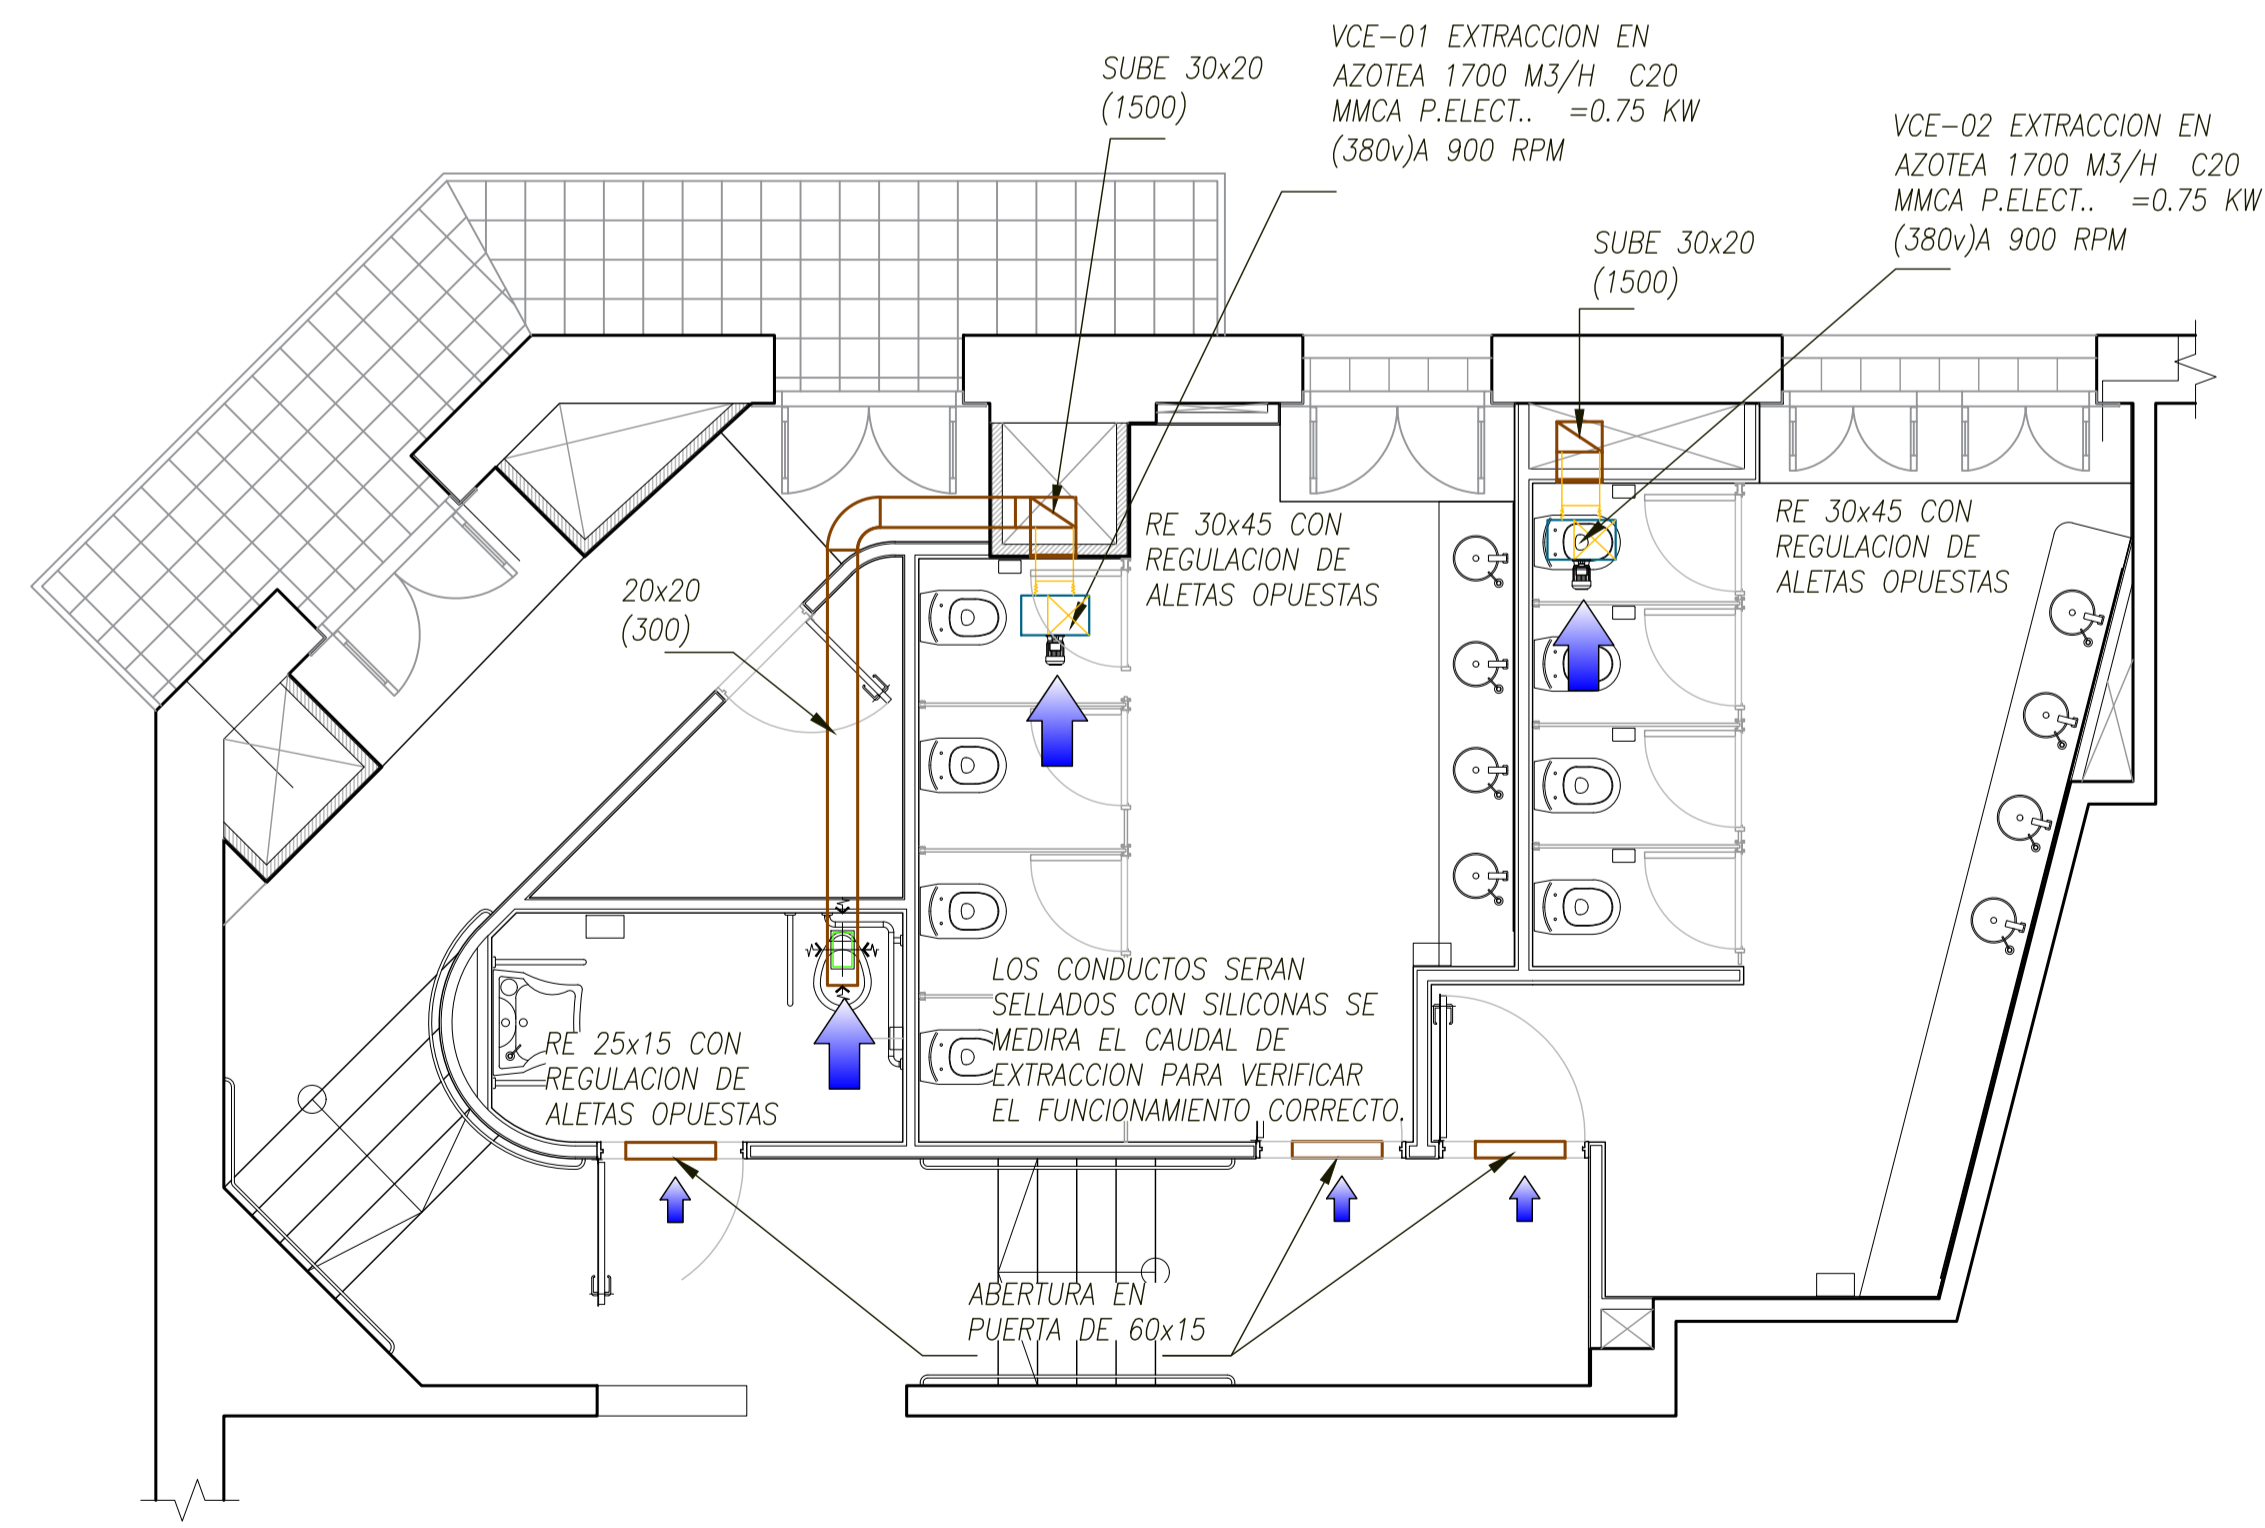 VCE-01 EXTRACCION EN
AZOTEA 1700 M3/H C20
MMCA P.ELECT.. =0.75 KW
(380v)A 900 RPM
SUBE 30x20
(1500)
VCE-02 EXTRACCION EN
AZOTEA 1700 M3/H C20
MMCA P.ELECT.. =0.75 KW
(380v)A 900 RPM
SUBE 30x20
(1500)
RE 30x45 CON
REGULACION DE
ALETAS OPUESTAS
RE 30x45 CON
REGULACION DE
ALETAS OPUESTAS
20x20
(300)
LOS CONDUCTOS SERAN
SELLADOS CON SILICONAS SE
MEDIRA EL CAUDAL DE
EXTRACCION PARA VERIFICAR
EL FUNCIONAMIENTO CORRECTO.
RE 25x15 CON
REGULACION DE
ALETAS OPUESTAS
ABERTURA EN
PUERTA DE 60x15